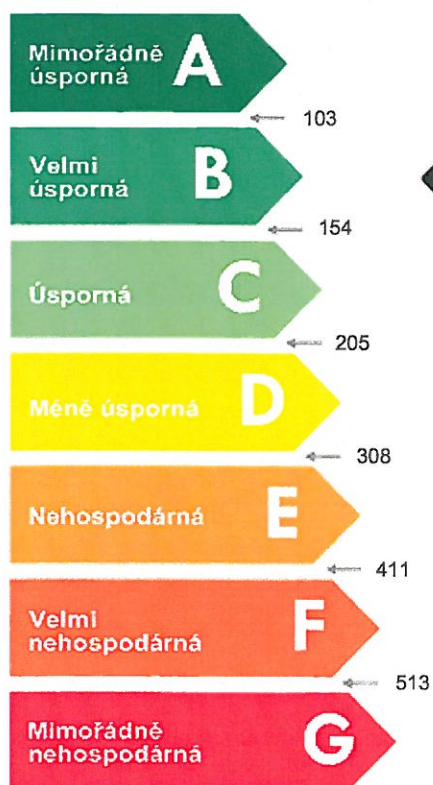 Mimořádně
úsporná
A
103
Velmi
úsporná
B
154
Úsporná
C
205
Méně úsporná
D
308
Nehospodárná
E
411
Velmi
nehospodárná
F
513
Mimořádně
nehospodárná
G